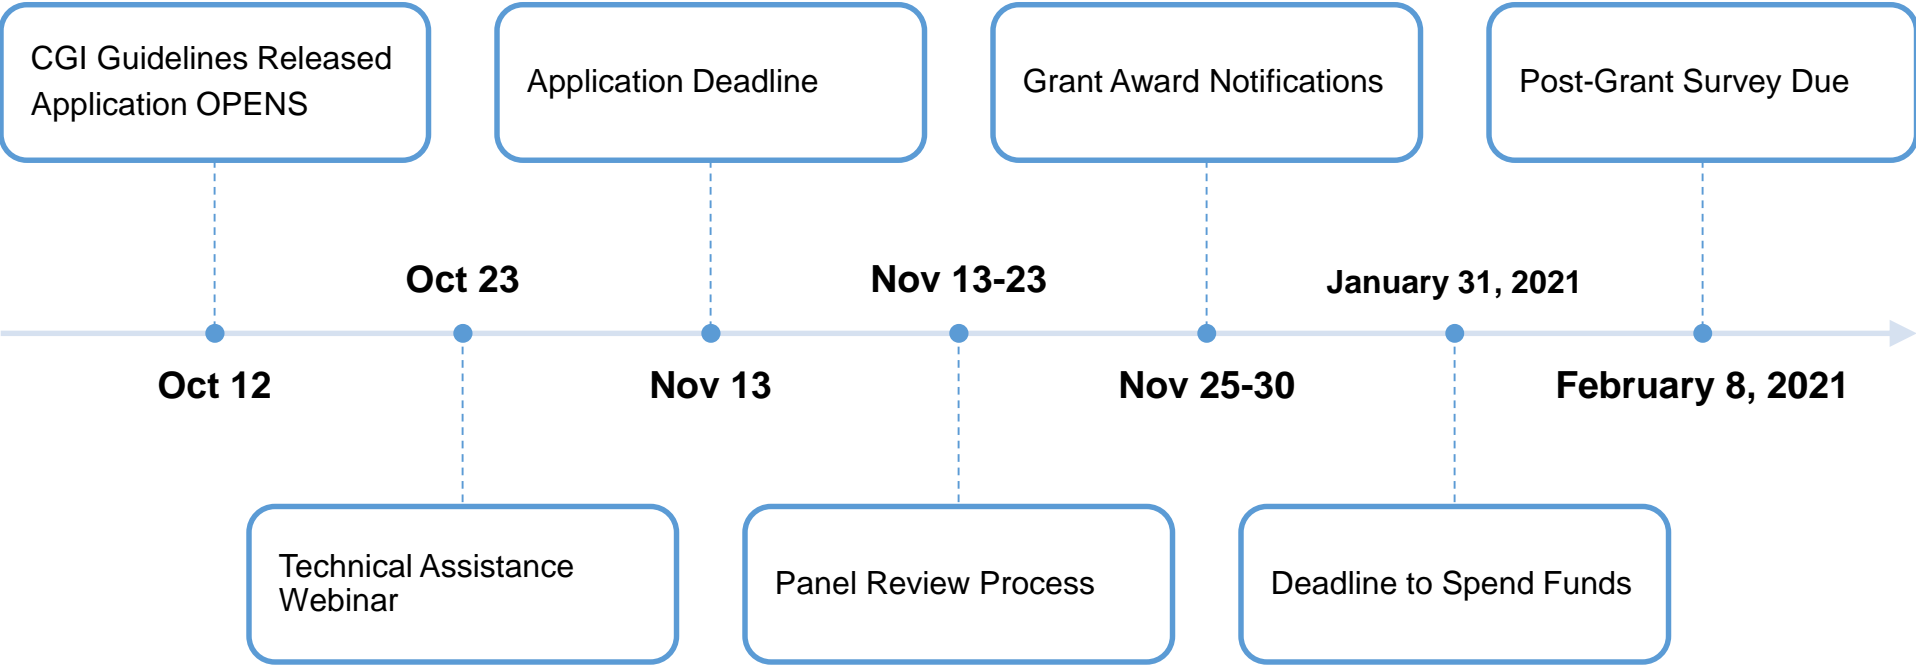 CGI Guidelines Released
Application OPENS
Application Deadline
Grant Award Notifications
Post-Grant Survey Due
Oct 23
Nov 13-23
January 31, 2021
Oct 12
Nov 13
Nov 25-30
February 8, 2021
Technical Assistance
Webinar
Panel Review Process
Deadline to Spend Funds